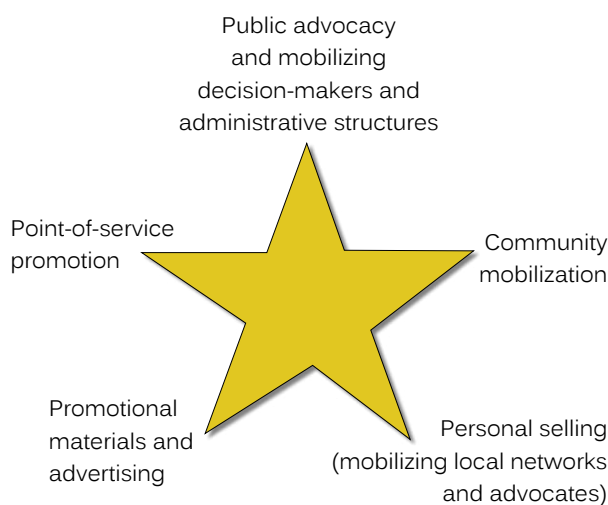 Public advocacy
and mobilizing
decision-makers and
administrative structures
Point-of-service
promotion
Community
mobilization
Promotional
materials and
advertising
Personal selling
(mobilizing local networks
and advocates)